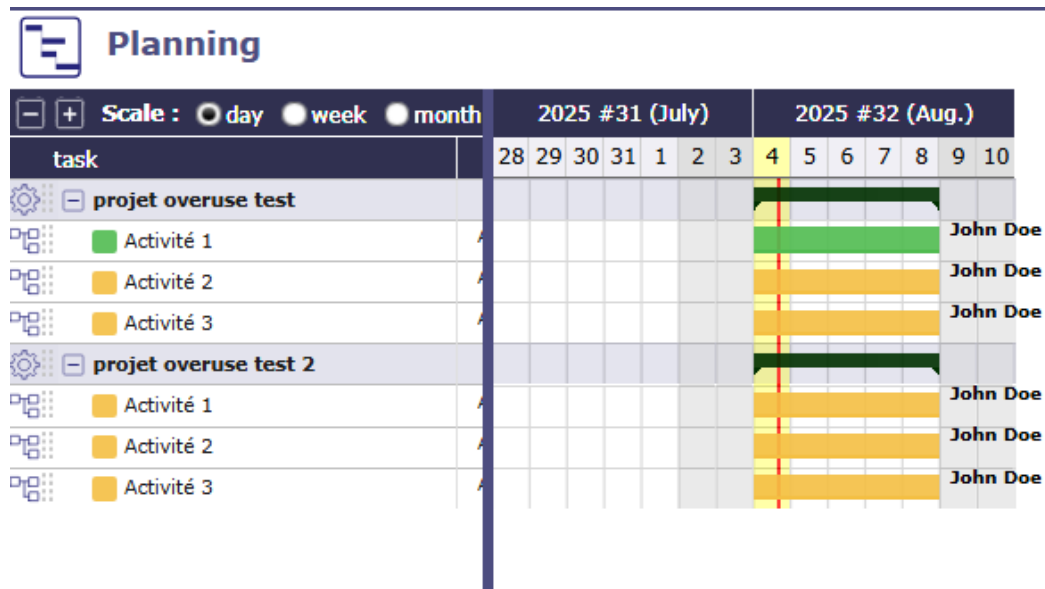 Planning
Scale : day week month 2025 #31 (July) 2025 #32 (Aug.)
task 28 29 30 31 1 2 3 4 5 6 7 8 9 10
projet overuse test
Activité 1 John Doe
Activité 2 John Doe
Activité 3 John Doe
projet overuse test 2
Activité 1 John Doe
Activité 2 John Doe
Activité 3 John Doe